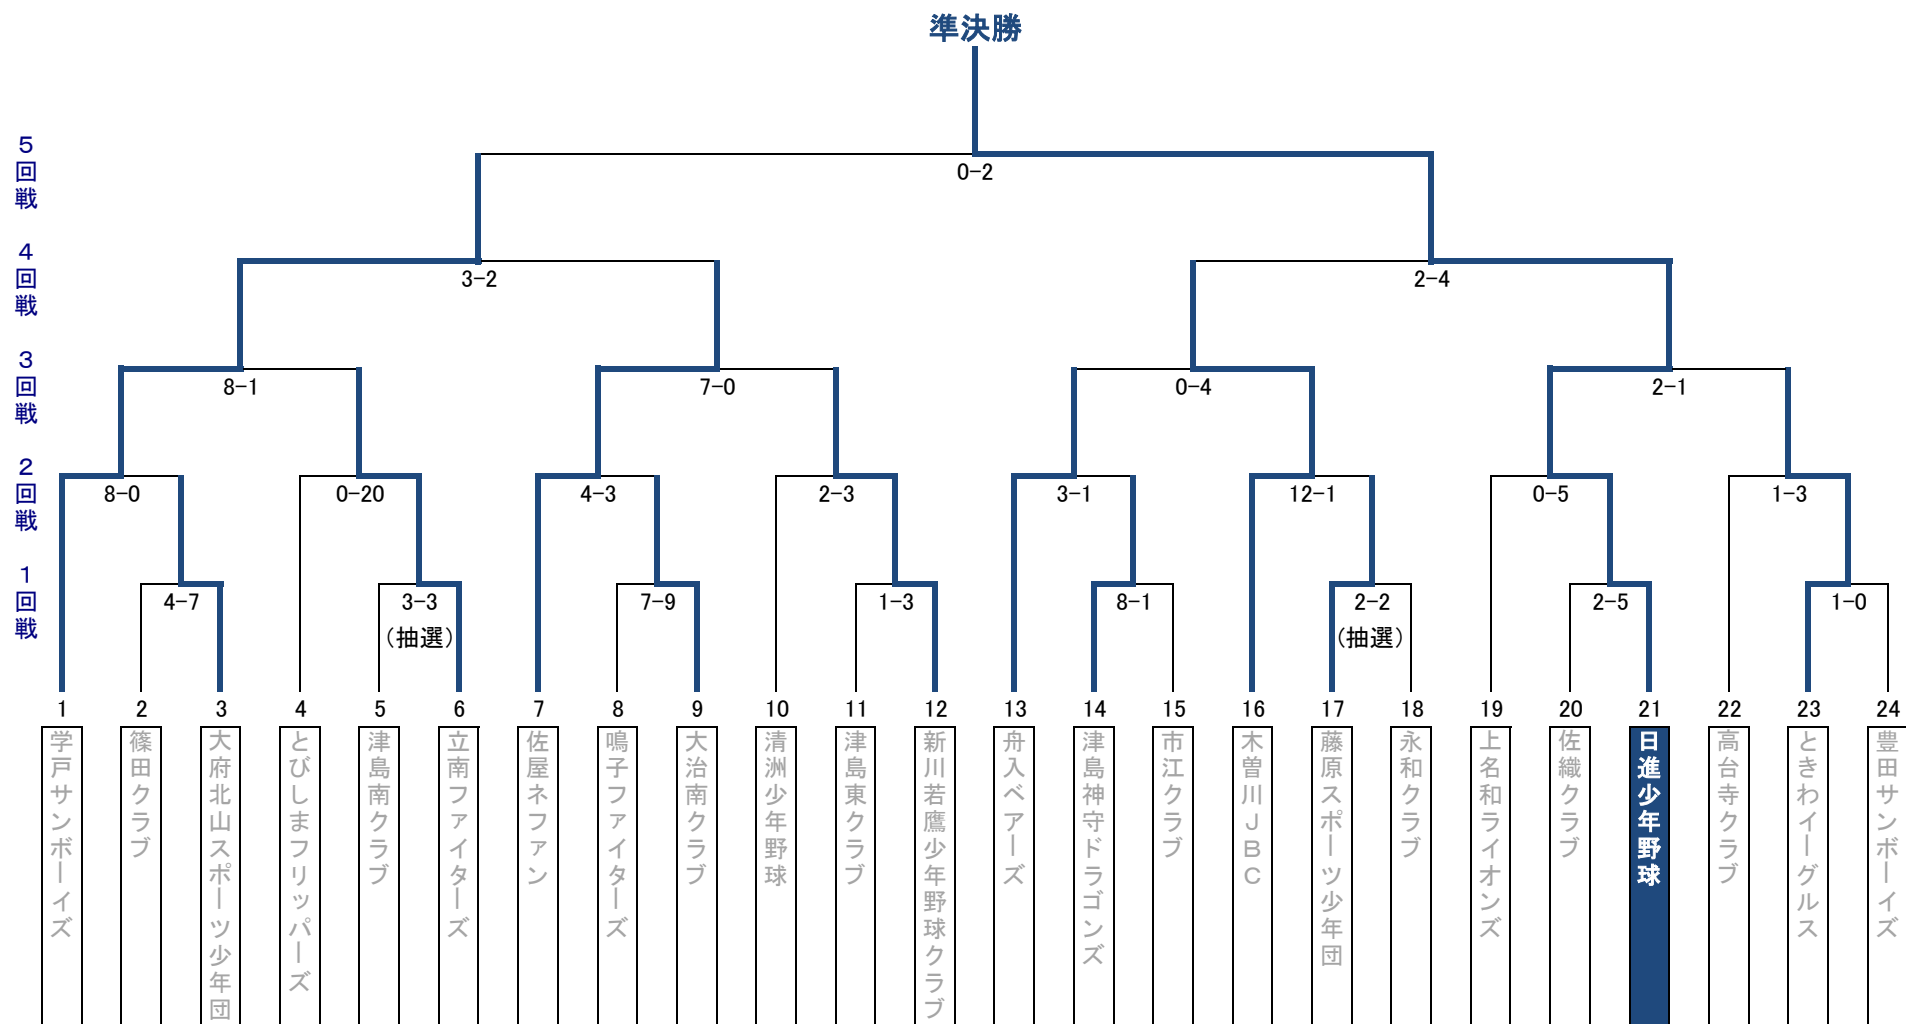 準決勝
5回戦
0-2
4回戦
3-2
2-4
3回戦
8-1
7-0
0-4
2-1
2回戦
8-0
0-20
4-3
2-3
3-1
12-1
0-5
1-3
1回戦
4-7
3-3
7-9
1-3
8-1
2-2
2-5
1-0
(抽選)
(抽選)
1 2 3 4 5 6 7 8 9 10 11 12 13 14 15 16 17 18 19 20 21 22 23 24
学戸サンボーイズ
篠田クラブ
大府北山スポーツ少年団
とびしまフリッパーズ
津島南クラブ
立南ファイターズ
佐屋ネファン
鳴子ファイターズ
大治南クラブ
清洲少年野球
津島東クラブ
新川若鷹少年野球クラブ
舟入ベアーズ
津島神守ドラゴンズ
市江クラブ
木曽川JBC
藤原スポーツ少年団
永和クラブ
上名和ライオンズ
佐織クラブ
日進少年野球
高台寺クラブ
ときわイーグルス
豊田サンボーイズ